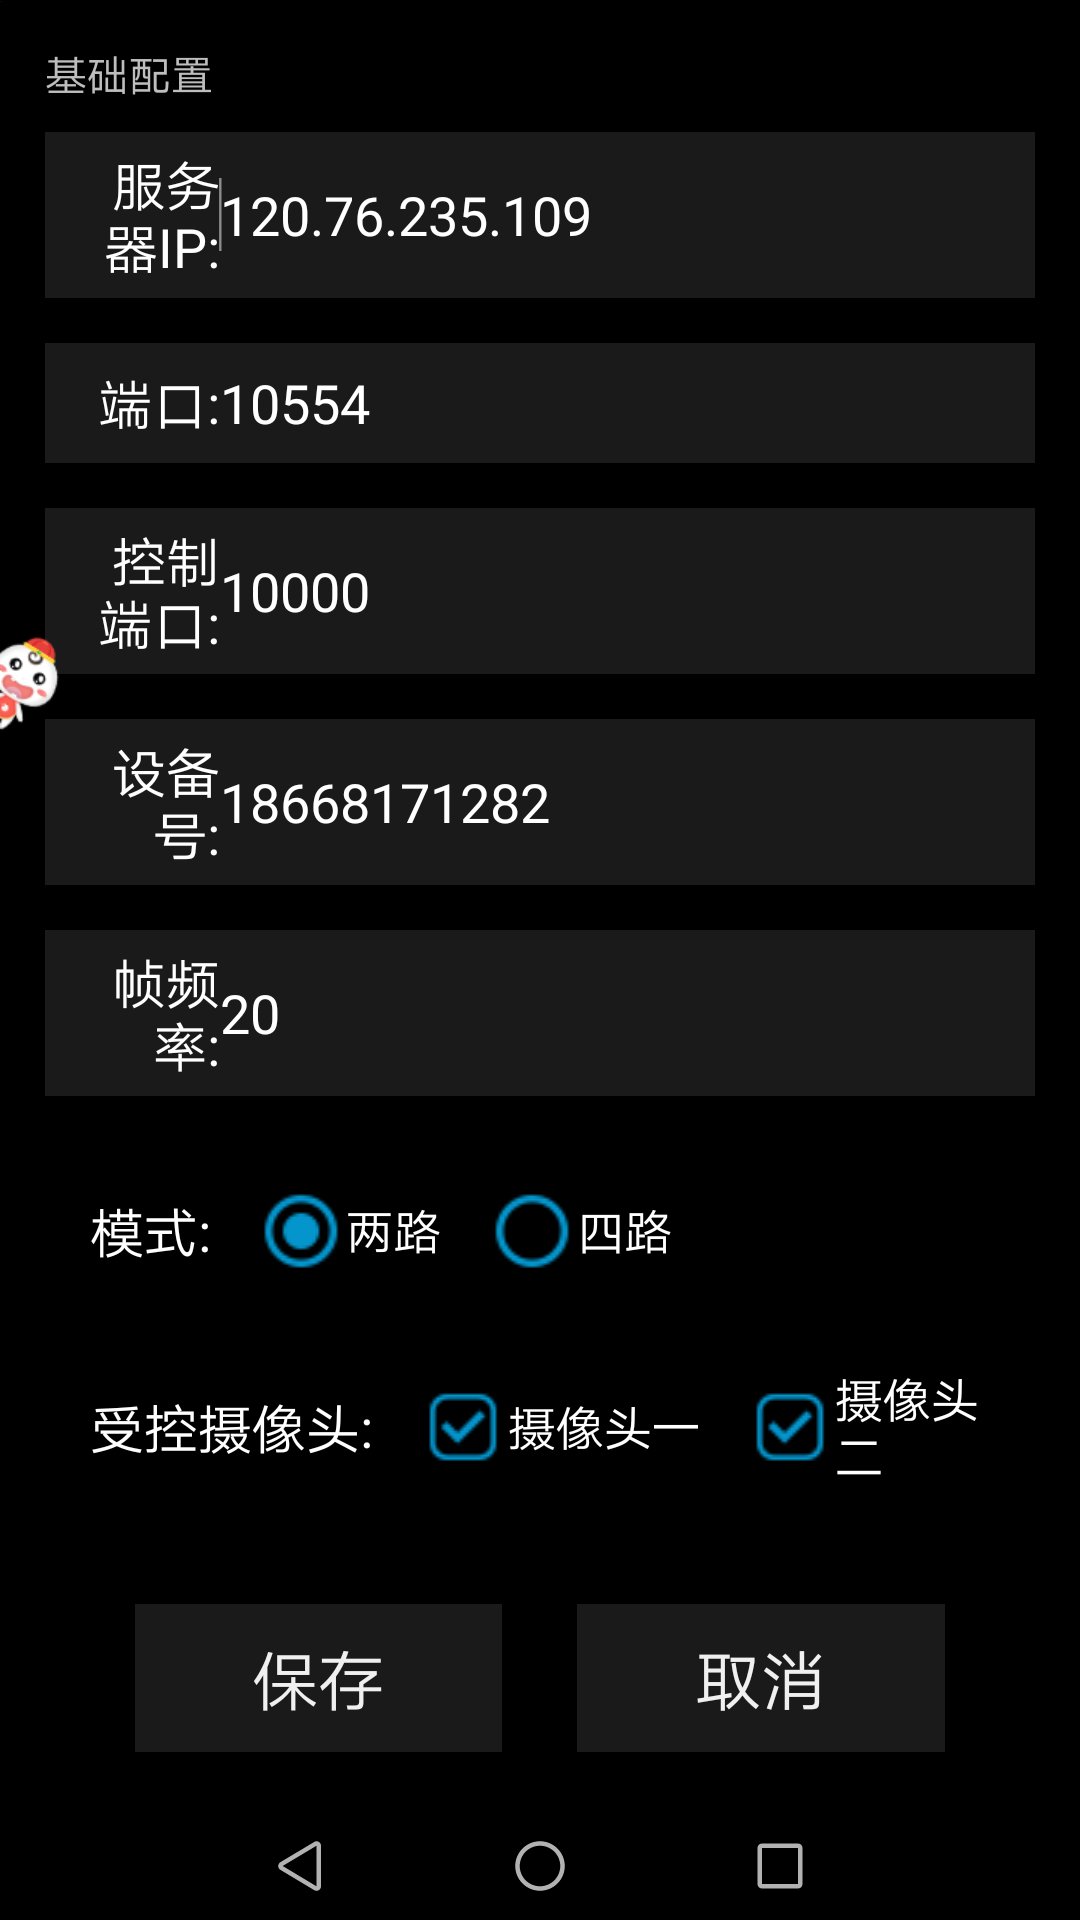 基础配置
服务
器IP:120.76.235.109
端口:10554
控制
端口:10000
设备
号:18668171282
帧频
率:20
模式: 两路 四路
受控摄像头: 摄像头一 摄像头
二
保存 取消